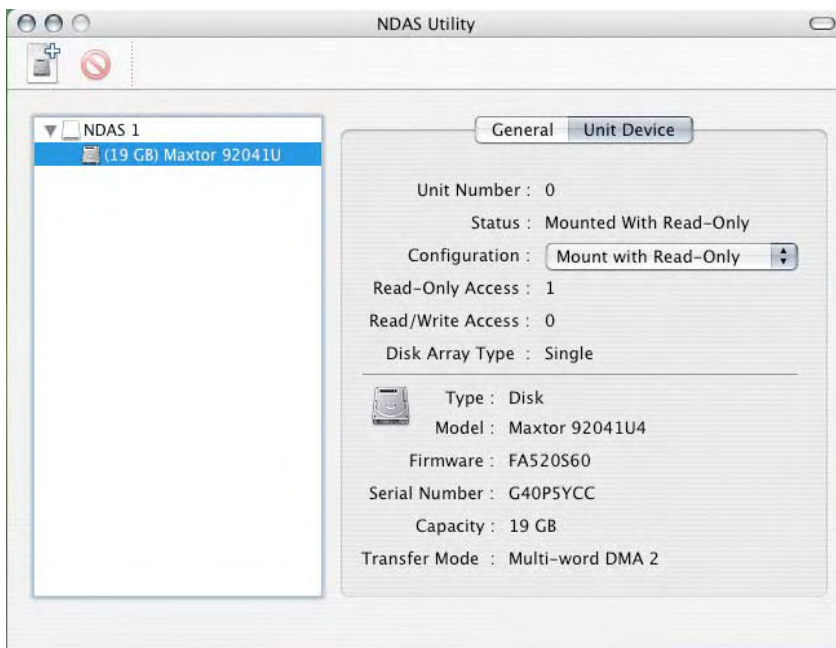 NDAS Utility
NDAS 1
(19 GB) Maxtor 92041U
General Unit Device
Unit Number : 0
Status : Mounted With Read-Only
Configuration : Mount with Read-Only
Read-Only Access : 1
Read/Write Access : 0
Disk Array Type : Single
Type : Disk
Model : Maxtor 92041U4
Firmware : FA520S60
Serial Number : G40P5YCC
Capacity : 19 GB
Transfer Mode : Multi-word DMA 2